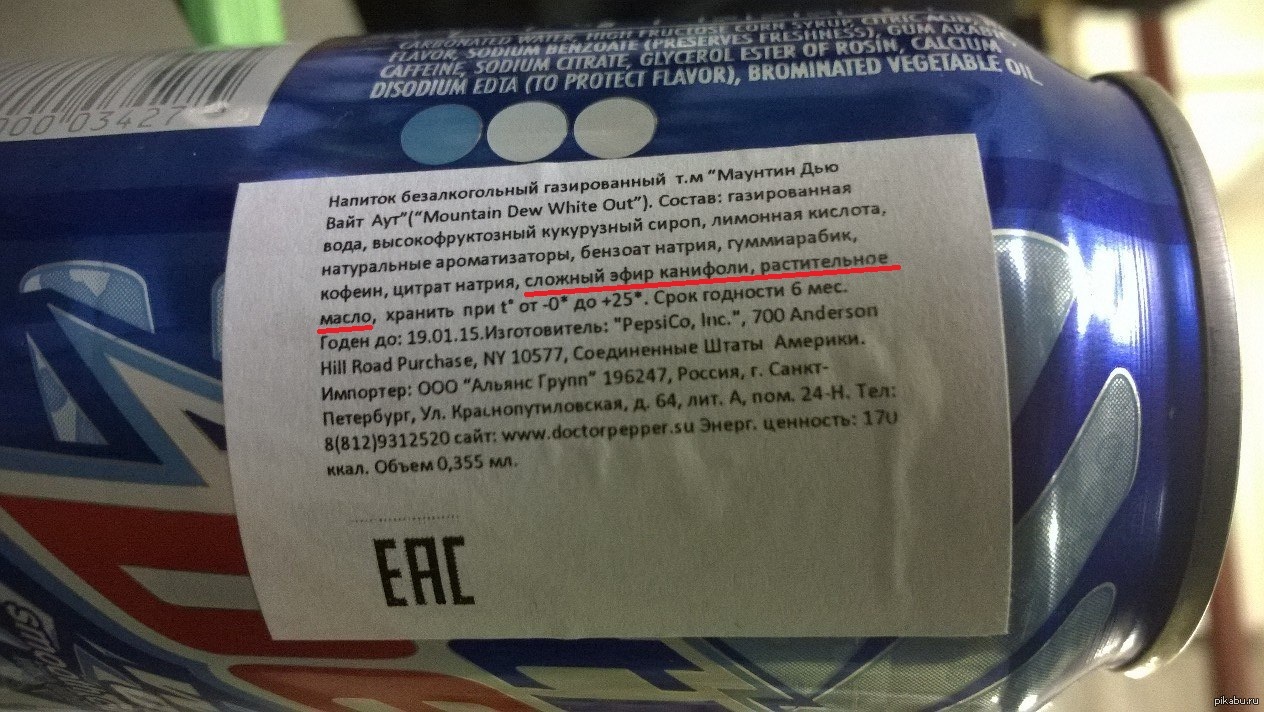 CARBONATED WATER, HIGH FRUCTOSE CORN SYRUP, CITRIC ACID,
FLAVOR, SODIUM BENZOATE (PRESERVES FRESHNESS), GUM ARABIC,
CAFFEINE, SODIUM CITRATE, GLYCEROL ESTER OF ROSIN, CALCIUM
DISODIUM EDTA (TO PROTECT FLAVOR), BROMINATED VEGETABLE OIL
000 03427
Напиток безалкогольный газированный т.м "Маунтин Дью
Вайт Аут"("Mountain Dew White Out"). Состав: газированная
вода, высокофруктозный кукурузный сироп, лимонная кислота,
натуральные ароматизаторы, бензоат натрия, гуммиарабик,
кофеин, цитрат натрия, сложный эфир канифоли, растительное
масло, хранить при t° от -0° до +25°. Срок годности 6 мес.
Годен до: 19.01.15.Изготовитель: "PepsiCo, Inc.", 700 Anderson
Hill Road Purchase, NY 10577, Соединенные Штаты Америки.
Импортер: ООО "Альянс Групп" 196247, Россия, г. Санкт-
Петербург, Ул. Краснопутиловская, д. 64, лит. А, пом. 24-Н. Тел:
8(812)9312520 сайт: www.doctorpepper.su Энерг. ценность: 170
ккал. Объем 0,355 мл.
EAC
pikabu.ru